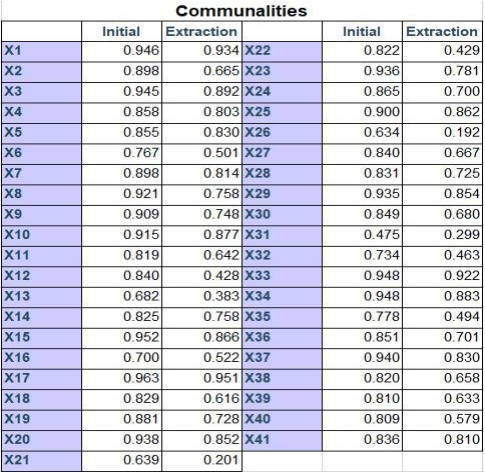 Communalities
Initial Extraction Initial Extraction
X1 0.946 0.934 X22 0.822 0.429
X2 0.898 0.665 X23 0.936 0.781
X3 0.945 0.892 X24 0.865 0.700
X4 0.858 0.803 X25 0.900 0.862
X5 0.855 0.830 X26 0.634 0.192
X6 0.767 0.501 X27 0.840 0.667
X7 0.898 0.814 X28 0.831 0.725
X8 0.921 0.758 X29 0.935 0.854
X9 0.909 0.748 X30 0.849 0.680
X10 0.915 0.877 X31 0.475 0.299
X11 0.819 0.642 X32 0.734 0.463
X12 0.840 0.428 X33 0.948 0.922
X13 0.682 0.383 X34 0.948 0.883
X14 0.825 0.758 X35 0.778 0.494
X15 0.952 0.866 X36 0.851 0.701
X16 0.700 0.522 X37 0.940 0.830
X17 0.963 0.951 X38 0.820 0.658
X18 0.829 0.616 X39 0.810 0.633
X19 0.881 0.728 X40 0.809 0.579
X20 0.938 0.852 X41 0.836 0.810
X21 0.639 0.201